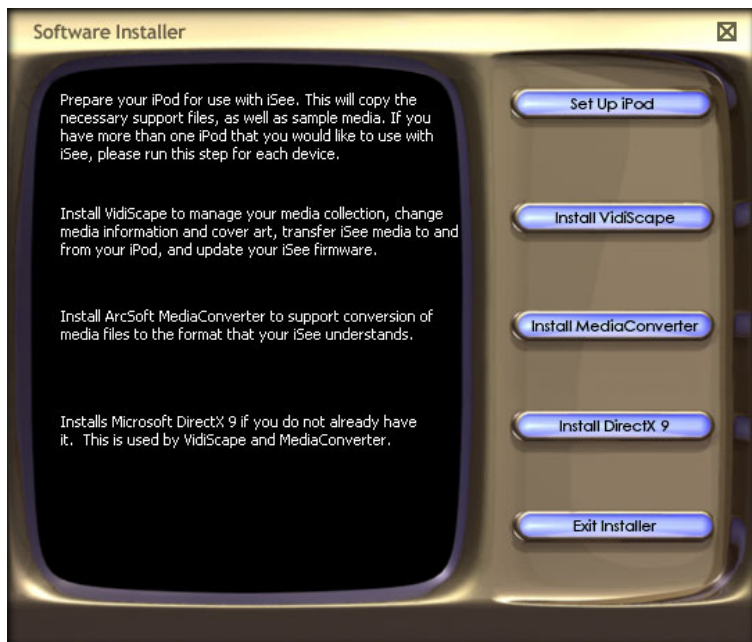 Software Installer
Prepare your iPod for use with iSee. This will copy the
necessary support files, as well as sample media. If you
have more than one iPod that you would like to use with
iSee, please run this step for each device.
Set Up iPod
Install VidiScape to manage your media collection, change
media information and cover art, transfer iSee media to and
from your iPod, and update your iSee firmware.
Install VidiScape
Install ArcSoft MediaConverter to support conversion of
media files to the format that your iSee understands.
Install MediaConverter
Installs Microsoft DirectX 9 if you do not already have
it. This is used by VidiScape and MediaConverter.
Install DirectX 9
Exit Installer